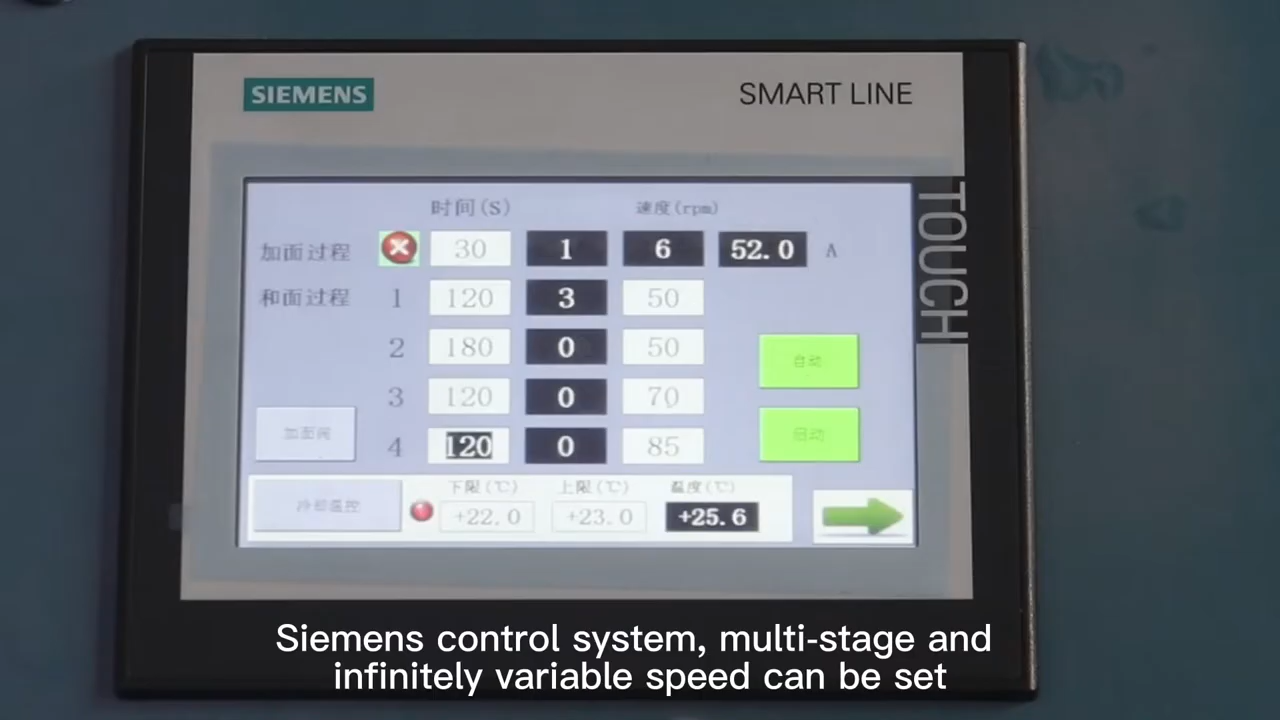 SIEMENS
SMART LINE
TOUCH
时间(S) 速度(rpm)
加面过程 30 1 6 52.0 A
和面过程 1 120 3 50
2 180 0 50
自动
3 120 0 70
加面阀
启动
4 120 0 85
下限(℃) 上限(℃) 温度(℃)
冷却温控 +22.0 +23.0 +25.6
Siemens control system, multi-stage and
infinitely variable speed can be set